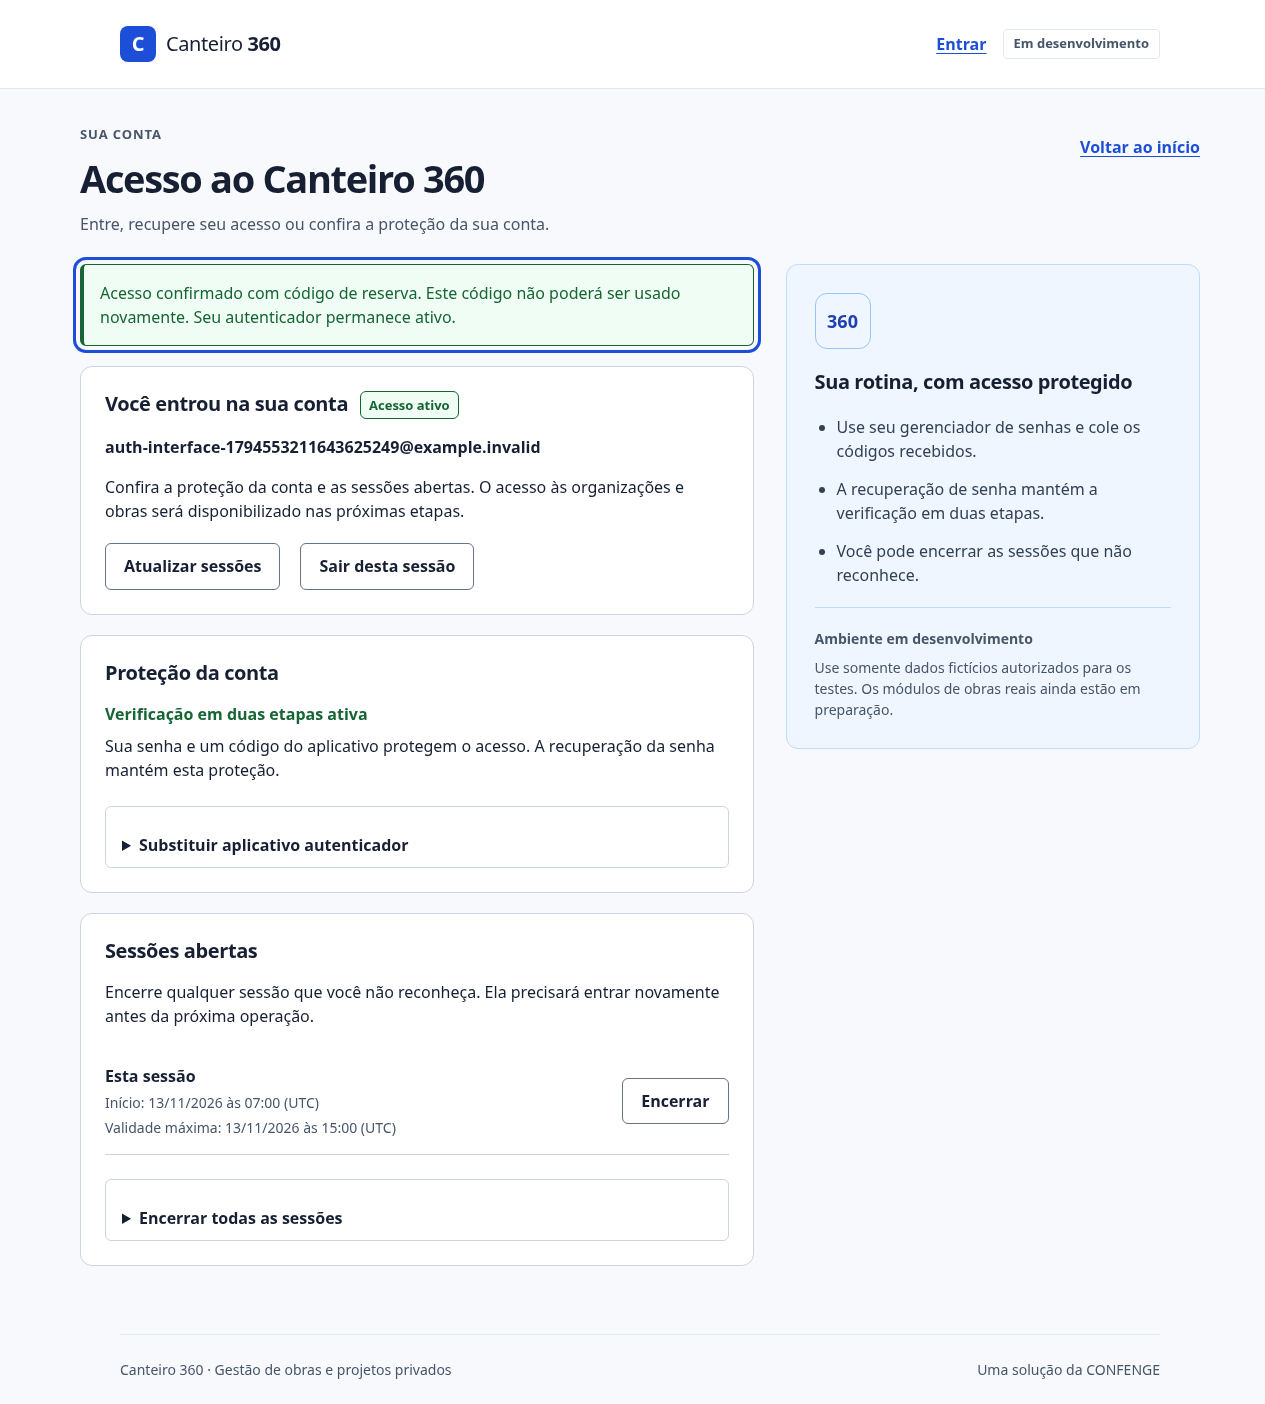 C Canteiro 360
Entrar
Em desenvolvimento
SUA CONTA
Voltar ao início
Acesso ao Canteiro 360
Entre, recupere seu acesso ou confira a proteção da sua conta.
Acesso confirmado com código de reserva. Este código não poderá ser usado
novamente. Seu autenticador permanece ativo.
Você entrou na sua conta
Acesso ativo
auth-interface-1794553211643625249@example.invalid
Confira a proteção da conta e as sessões abertas. O acesso às organizações e
obras será disponibilizado nas próximas etapas.
Atualizar sessões
Sair desta sessão
Proteção da conta
Verificação em duas etapas ativa
Sua senha e um código do aplicativo protegem o acesso. A recuperação da senha
mantém esta proteção.
Substituir aplicativo autenticador
Sessões abertas
Encerre qualquer sessão que você não reconheça. Ela precisará entrar novamente
antes da próxima operação.
Esta sessão
Início: 13/11/2026 às 07:00 (UTC)
Validade máxima: 13/11/2026 às 15:00 (UTC)
Encerrar
Encerrar todas as sessões
360
Sua rotina, com acesso protegido
Use seu gerenciador de senhas e cole os
códigos recebidos.
A recuperação de senha mantém a
verificação em duas etapas.
Você pode encerrar as sessões que não
reconhece.
Ambiente em desenvolvimento
Use somente dados fictícios autorizados para os
testes. Os módulos de obras reais ainda estão em
preparação.
Canteiro 360 · Gestão de obras e projetos privados
Uma solução da CONFENGE